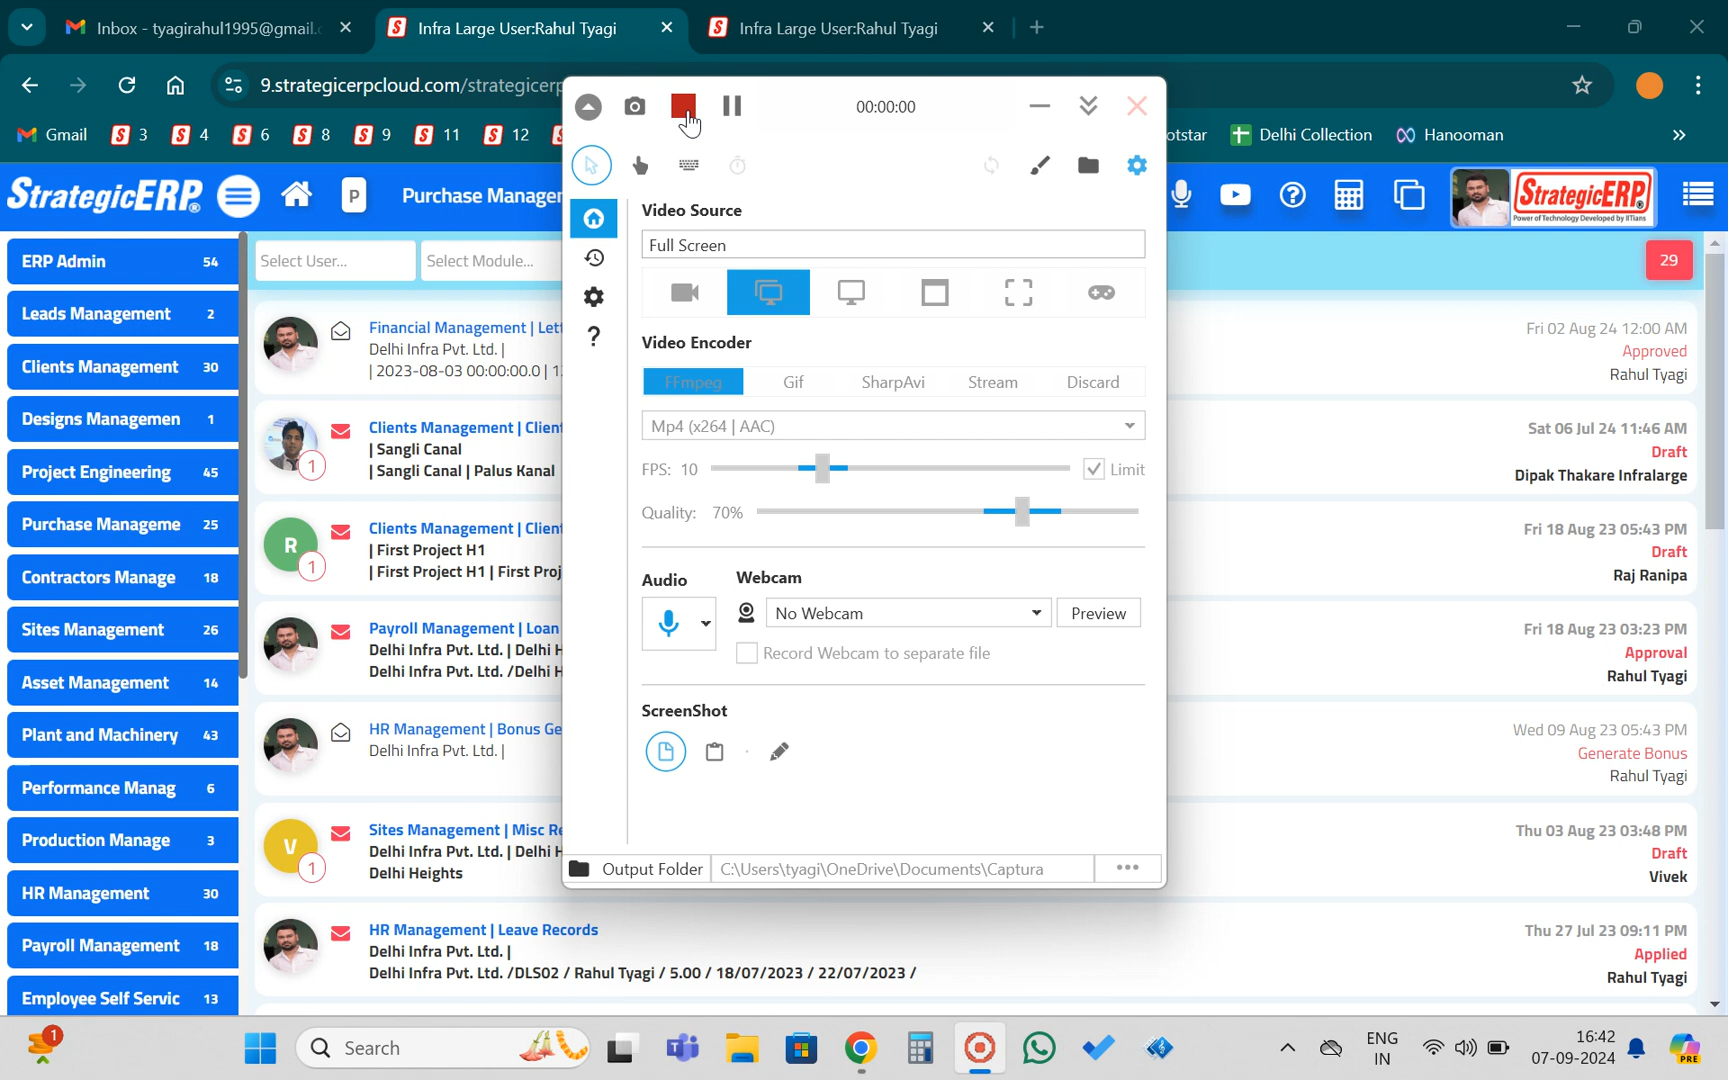 Inbox - tyagirahul1995@gmail.c
Infra Large User:Rahul Tyagi
Infra Large User:Rahul Tyagi
9.strategicerpcloud.com/strategicerp
Gmail
3
4
6
8
9
11
12
otstar
Delhi Collection
Hanooman
StrategicERP
P
Purchase Manager
StrategicERP
Power of Technology Developed by IITians
ERP Admin 54
Leads Management 2
Clients Management 30
Designs Managemen 1
Project Engineering 45
Purchase Manageme 25
Contractors Manage 18
Sites Management 26
Asset Management 14
Plant and Machinery 43
Performance Manag 6
Production Manage 3
HR Management 30
Payroll Management 18
Employee Self Servic 13
Select User...
Select Module...
29
Financial Management | Lett
Delhi Infra Pvt. Ltd. |
| 2023-08-03 00:00:00.0 | 1
Fri 02 Aug 24 12:00 AM
Approved
Rahul Tyagi
1
Clients Management | Clien
| Sangli Canal
| Sangli Canal | Palus Kanal
Sat 06 Jul 24 11:46 AM
Draft
Dipak Thakare Infralarge
R
1
Clients Management | Clien
| First Project H1
| First Project H1 | First Proj
Fri 18 Aug 23 05:43 PM
Draft
Raj Ranipa
1
Payroll Management | Loan
Delhi Infra Pvt. Ltd. | Delhi H
Delhi Infra Pvt. Ltd. /Delhi H
Fri 18 Aug 23 03:23 PM
Approval
Rahul Tyagi
HR Management | Bonus Ge
Delhi Infra Pvt. Ltd. |
Wed 09 Aug 23 05:43 PM
Generate Bonus
Rahul Tyagi
V
1
Sites Management | Misc Re
Delhi Infra Pvt. Ltd. | Delhi H
Delhi Heights
Thu 03 Aug 23 03:48 PM
Draft
Vivek
HR Management | Leave Records
Delhi Infra Pvt. Ltd. |
Delhi Infra Pvt. Ltd. /DLS02 / Rahul Tyagi / 5.00 / 18/07/2023 / 22/07/2023 /
Thu 27 Jul 23 09:11 PM
Applied
Rahul Tyagi
00:00:00
Video Source
Full Screen
Video Encoder
FFmpeg Gif SharpAvi Stream Discard
Mp4 (x264 | AAC)
FPS: 10
Limit
Quality: 70%
Audio
Webcam
No Webcam
Preview
Record Webcam to separate file
ScreenShot
Output Folder
C:\Users\tyagi\OneDrive\Documents\Captura
•••
1
Search
ENG
IN
16:42
07-09-2024
PRE